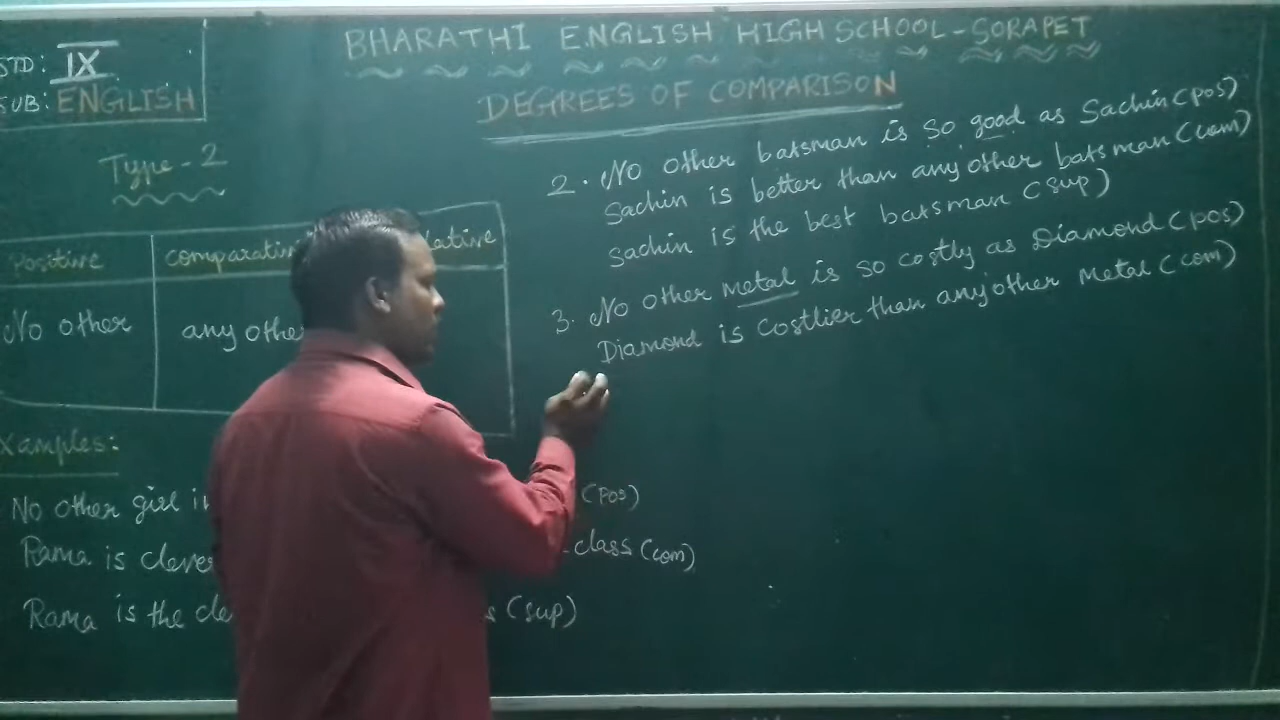 STD: IX
SUB: ENGLISH
BHARATHI ENGLISH HIGH SCHOOL - SORAPET
DEGREES OF COMPARISON
Type - 2
Positive comparative
No other any other
Examples:
No other girl in (Pos)
Rama is clever class (com)
Rama is the (sup)
2. No other batsman is so good as Sachin (pos)
Sachin is better than any other batsman (com)
Sachin is the best batsman (sup)
3. No other metal is so costly as Diamond (pos)
Diamond is Costlier than any other Metal (com)